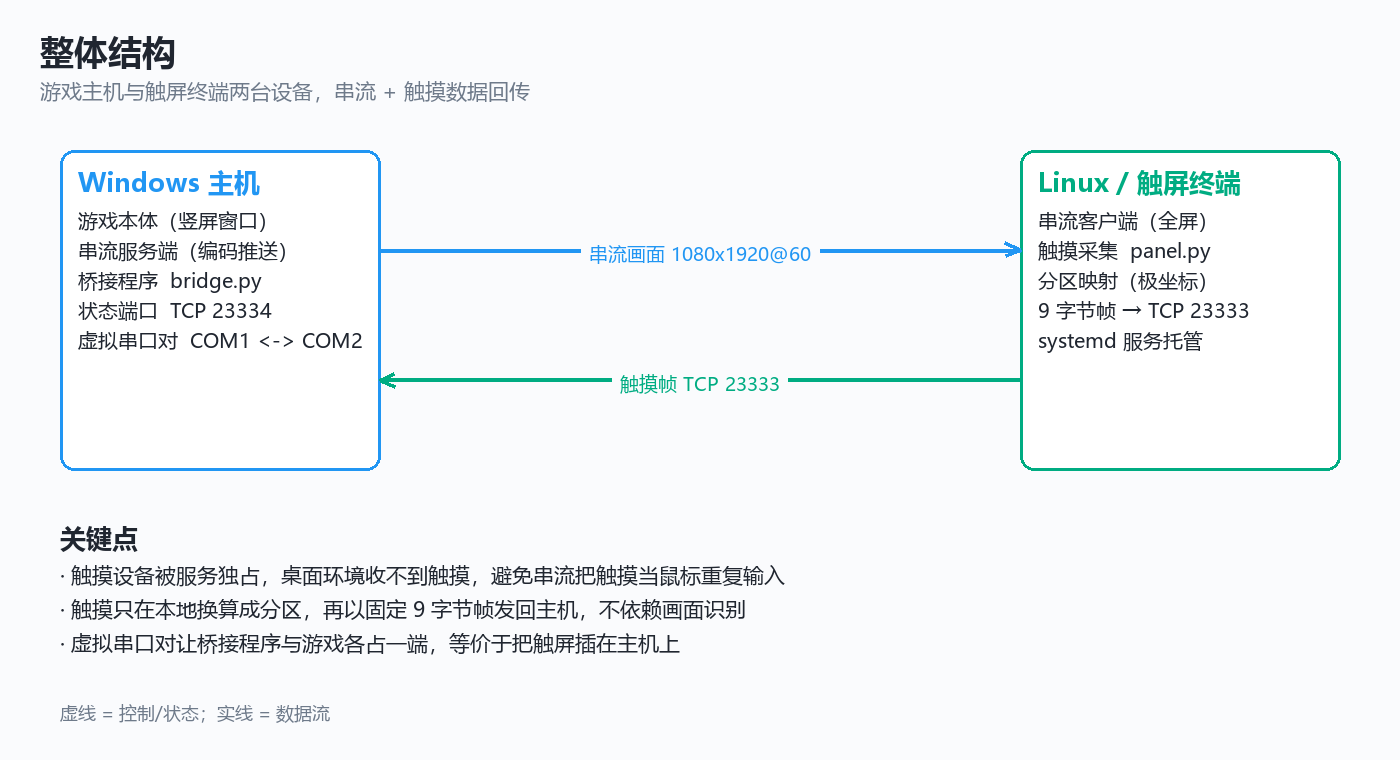 整体结构
游戏主机与触屏终端两台设备，串流 + 触摸数据回传
Windows 主机
游戏本体（竖屏窗口）
串流服务端（编码推送）
桥接程序  bridge.py
状态端口  TCP 23334
虚拟串口对  COM1 <-> COM2
串流画面 1080x1920@60
触摸帧 TCP 23333
Linux / 触屏终端
串流客户端（全屏）
触摸采集  panel.py
分区映射（极坐标）
9 字节帧 → TCP 23333
systemd 服务托管
关键点
· 触摸设备被服务独占，桌面环境收不到触摸，避免串流把触摸当鼠标重复输入
· 触摸只在本地换算成分区，再以固定 9 字节帧发回主机，不依赖画面识别
· 虚拟串口对让桥接程序与游戏各占一端，等价于把触屏插在主机上
虚线 = 控制/状态；实线 = 数据流